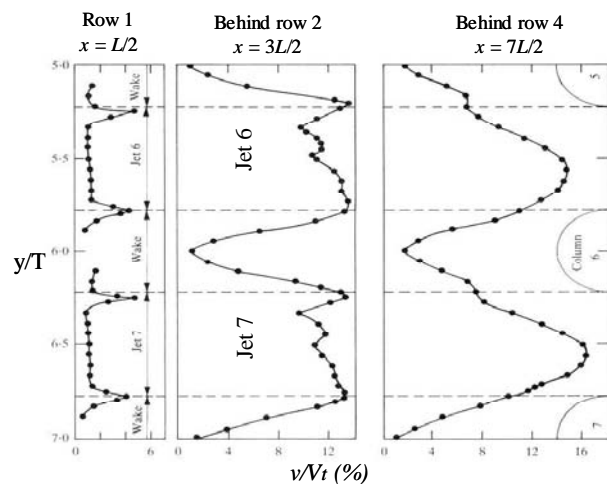 Row 1
x = L/2
Behind row 2
x = 3L/2
Behind row 4
x = 7L/2
y/T
5·0
5·5
6·0
6·5
7·0
Wake
Jet 6
Wake
Jet 7
Wake
Jet 6
Jet 7
5
Column
6
7
0 2 4 6
0 4 8 12
0 4 8 12 16
v/Vt (%)